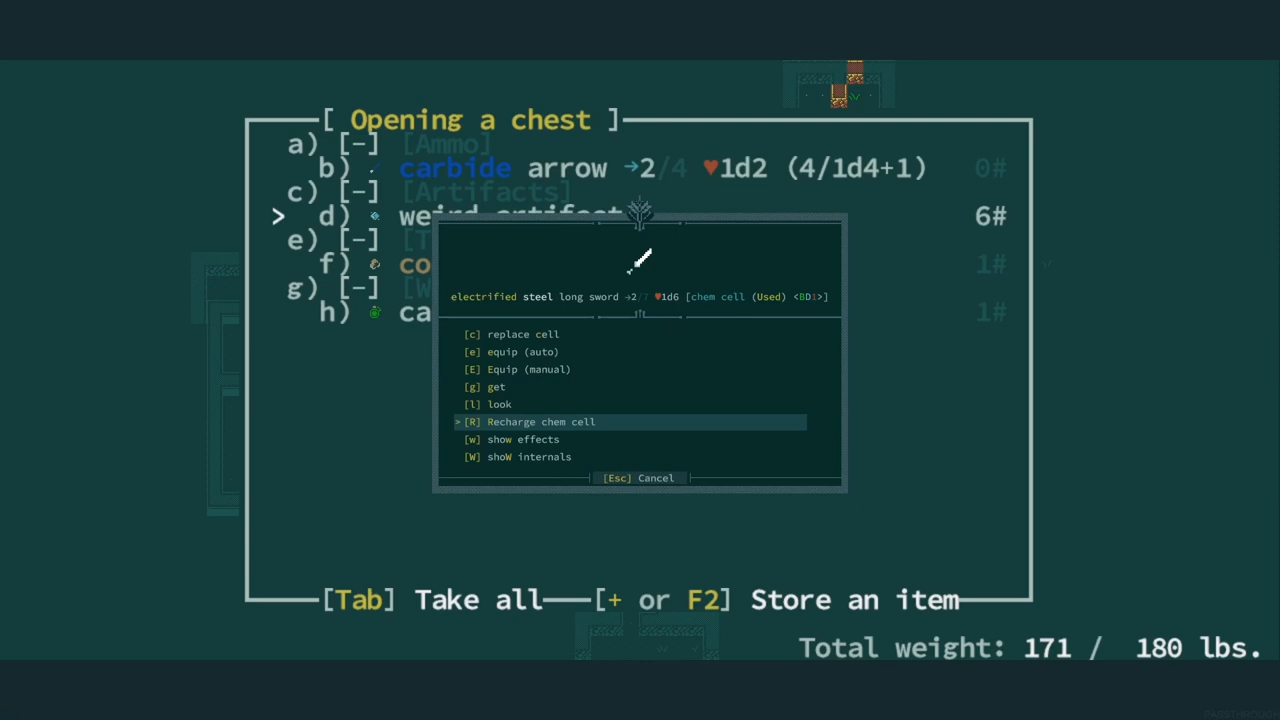 [ Opening a chest ]
a) [-] [Ammo]
b) carbide arrow →2/4 ♥1d2 (4/1d4+1) 0#
c) [-] [Artifacts]
> d) weird artifact 6#
e) [-] [T
f) co 1#
g) [-] [W
h) ca 1#
electrified steel long sword →2/7 ♥1d6 [chem cell (Used) <BD1>]
[c] replace cell
[e] equip (auto)
[E] Equip (manual)
[g] get
[l] look
> [R] Recharge chem cell
[w] show effects
[W] shoW internals
[Esc] Cancel
[Tab] Take all [+ or F2] Store an item
Total weight: 171 / 180 lbs.